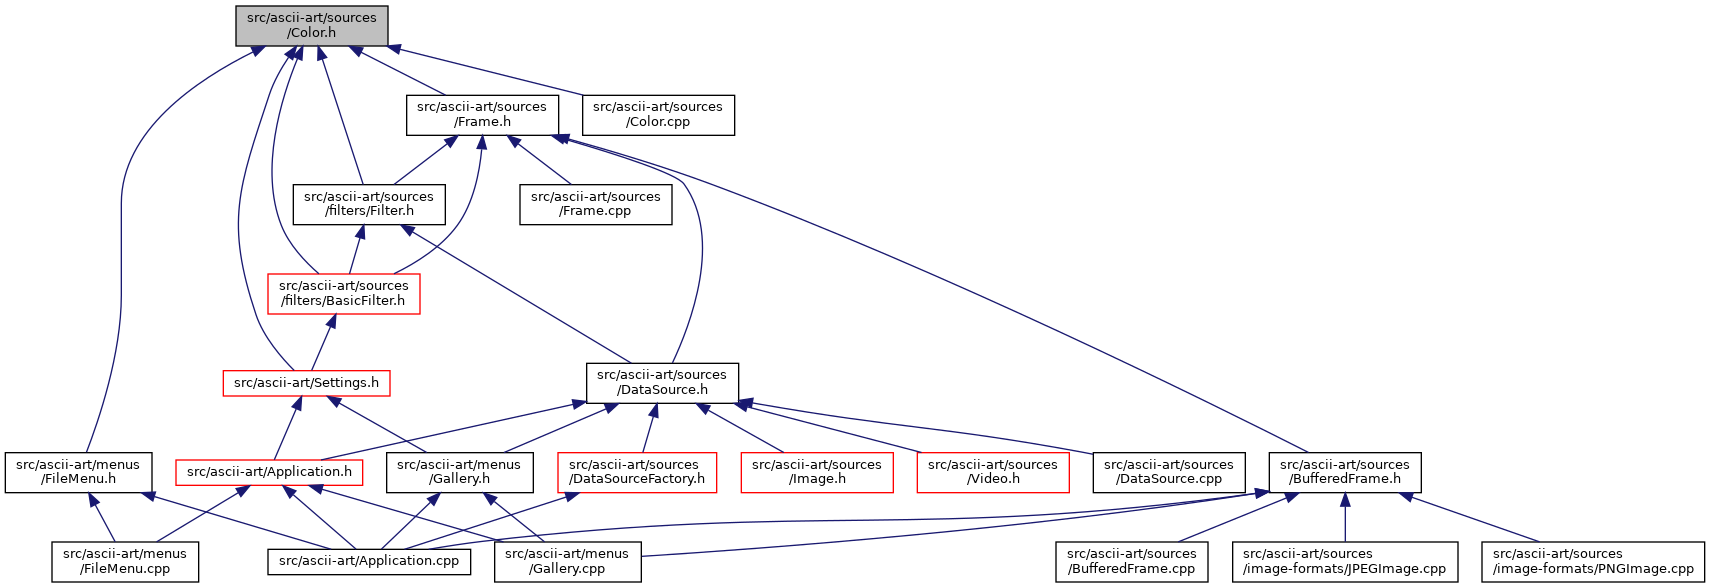 src/ascii-art/sources
/Color.h
src/ascii-art/sources
/Frame.h
src/ascii-art/sources
/Color.cpp
src/ascii-art/sources
/filters/Filter.h
src/ascii-art/sources
/Frame.cpp
src/ascii-art/sources
/filters/BasicFilter.h
src/ascii-art/Settings.h
src/ascii-art/sources
/DataSource.h
src/ascii-art/menus
/FileMenu.h
src/ascii-art/Application.h
src/ascii-art/menus
/Gallery.h
src/ascii-art/sources
/DataSourceFactory.h
src/ascii-art/sources
/Image.h
src/ascii-art/sources
/Video.h
src/ascii-art/sources
/DataSource.cpp
src/ascii-art/sources
/BufferedFrame.h
src/ascii-art/menus
/FileMenu.cpp
src/ascii-art/Application.cpp
src/ascii-art/menus
/Gallery.cpp
src/ascii-art/sources
/BufferedFrame.cpp
src/ascii-art/sources
/image-formats/JPEGImage.cpp
src/ascii-art/sources
/image-formats/PNGImage.cpp